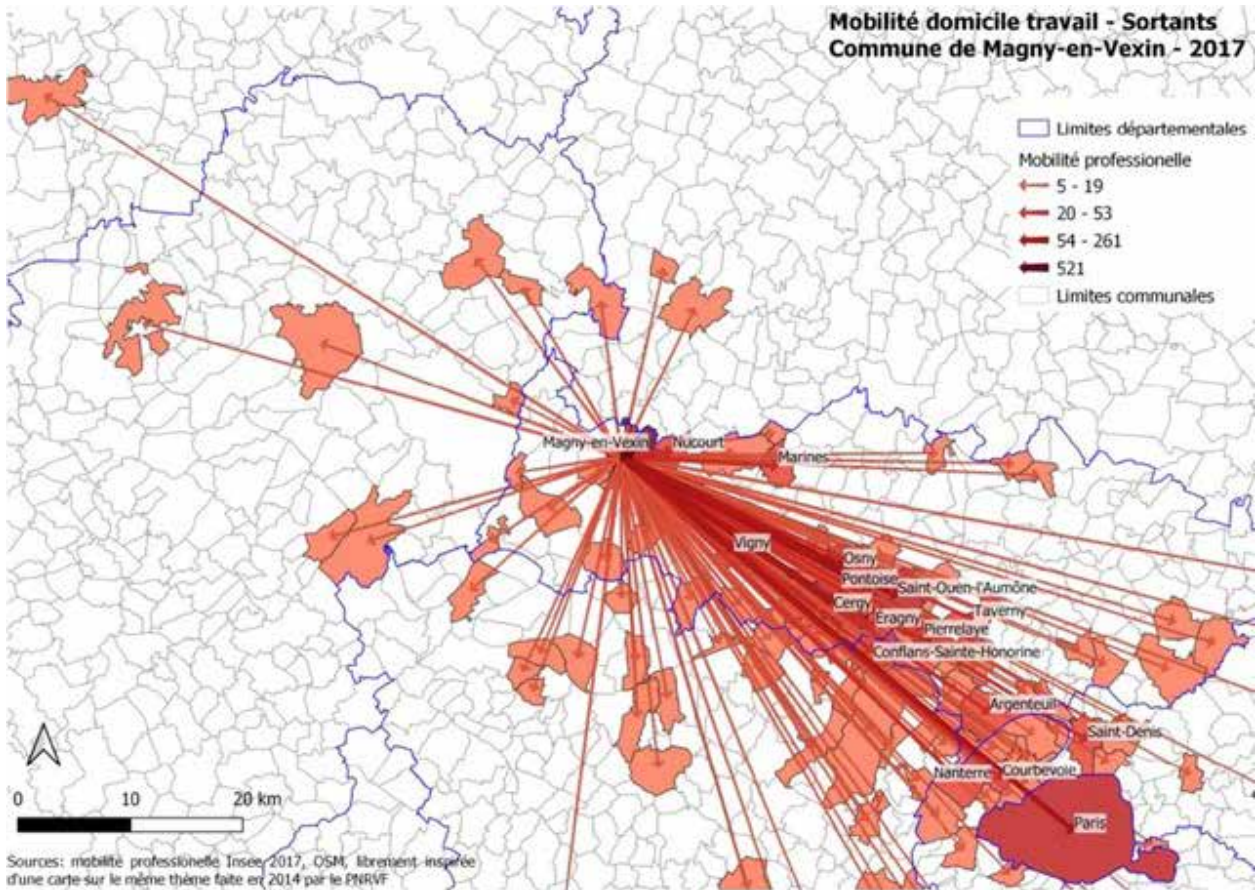 Mobilité domicile travail - Sortants
Commune de Magny-en-Vexin - 2017
Limites départementales
Mobilité professionelle
5 - 19
20 - 53
54 - 261
521
Limites communales
Magny-en-Vexin
Nucourt
Marines
Vigny
Osny
Pontoise
Saint-Ouen-l'Aumône
Cergy
Taverny
Éragny
Pierrelaye
Conflans-Sainte-Honorine
Argenteuil
Saint-Denis
Nanterre
Courbevoie
Paris
0 10 20 km
Sources: mobilité professionelle Insee 2017, OSM, librement inspirée
d'une carte sur le même thème faite en 2014 par le PNRVF